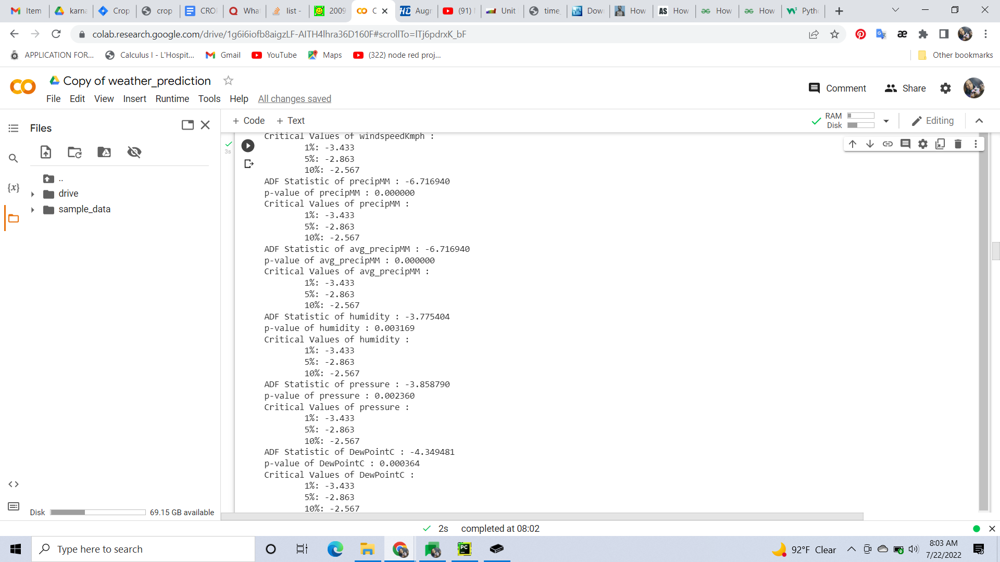 Item
karna
Crop
crop
CRO
Wha
list -
2009
C
Augr
(91)
Unit
time
Dow
How
AS How
How
How
Pyth
colab.research.google.com/drive/1g6i6iofb8aigzLF-AITH4lhra36D160F#scrollTo=lTj6pdrxK_bF
APPLICATION FOR...
Calculus I - L'Hospit...
Gmail
YouTube
Maps
(322) node red proj...
Other bookmarks
Copy of weather_prediction
Comment
Share
File Edit View Insert Runtime Tools Help All changes saved
Files
+ Code + Text
RAM
Disk
Editing
..
drive
sample_data
{x}
3s
Critical Values of windspeedKmph :
1%: -3.433
5%: -2.863
10%: -2.567
ADF Statistic of precipMM : -6.716940
p-value of precipMM : 0.000000
Critical Values of precipMM :
1%: -3.433
5%: -2.863
10%: -2.567
ADF Statistic of avg_precipMM : -6.716940
p-value of avg_precipMM : 0.000000
Critical Values of avg_precipMM :
1%: -3.433
5%: -2.863
10%: -2.567
ADF Statistic of humidity : -3.775404
p-value of humidity : 0.003169
Critical Values of humidity :
1%: -3.433
5%: -2.863
10%: -2.567
ADF Statistic of pressure : -3.858790
p-value of pressure : 0.002360
Critical Values of pressure :
1%: -3.433
5%: -2.863
10%: -2.567
ADF Statistic of DewPointC : -4.349481
p-value of DewPointC : 0.000364
Critical Values of DewPointC :
1%: -3.433
5%: -2.863
10%: -2.567
Disk 69.15 GB available
2s completed at 08:02
Type here to search
92°F Clear
8:03 AM
7/22/2022